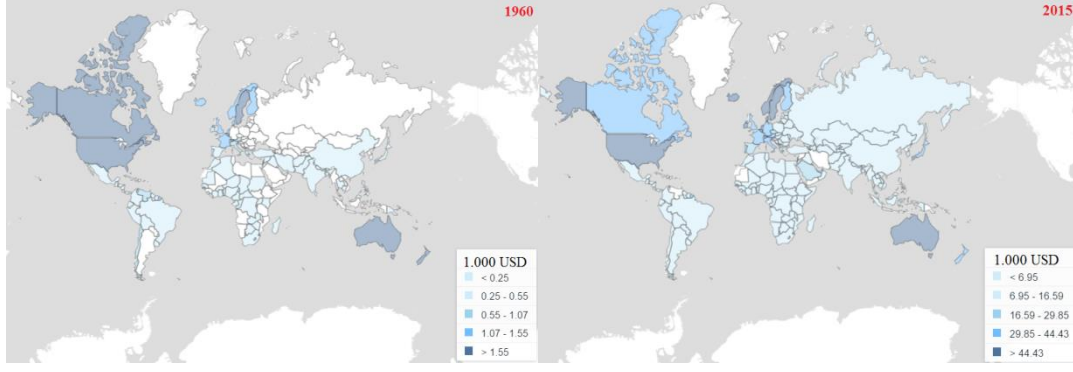 1960
1.000 USD
< 0.25
0.25 - 0.55
0.55 - 1.07
1.07 - 1.55
> 1.55
2015
1.000 USD
< 6.95
6.95 - 16.59
16.59 - 29.85
29.85 - 44.43
> 44.43